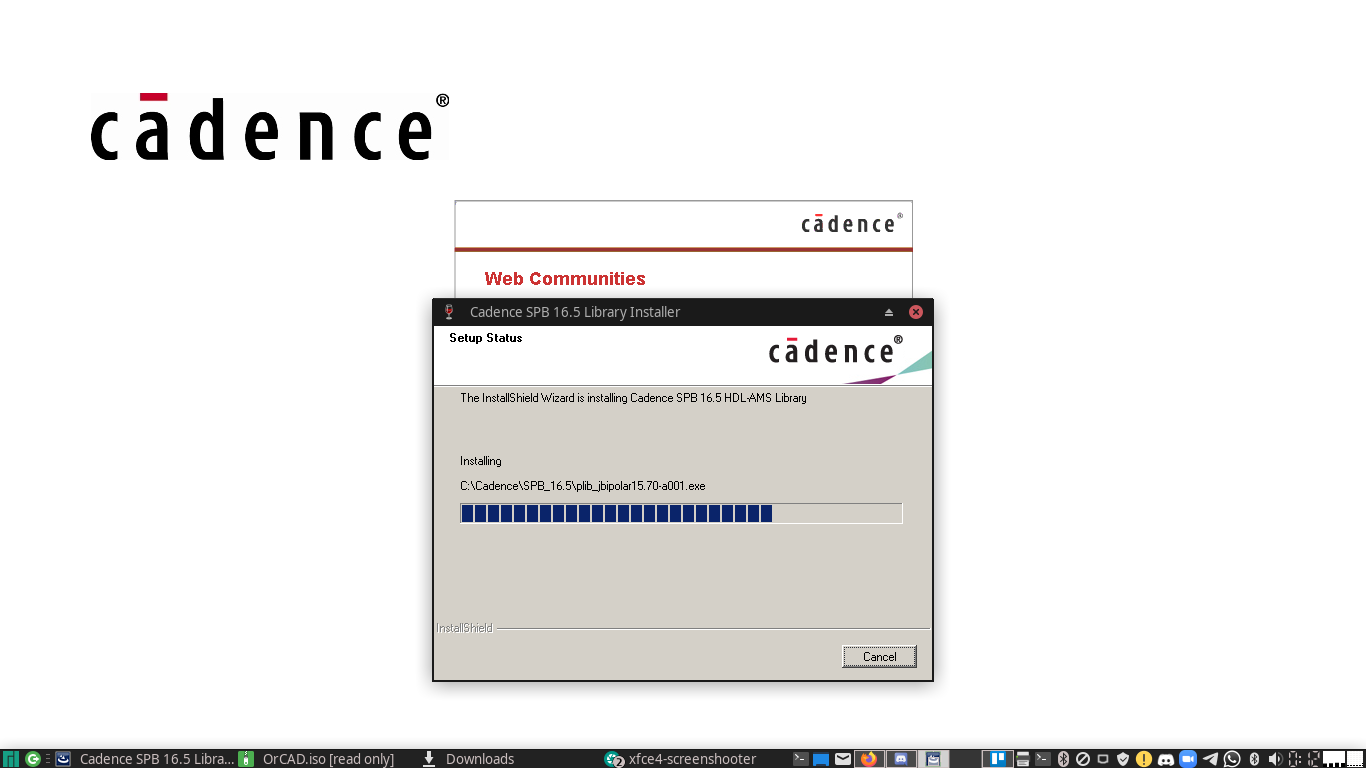 cādence®
cādence®
Web Communities
Cadence SPB 16.5 Library Installer
Setup Status
cādence®
The InstallShield Wizard is installing Cadence SPB 16.5 HDL-AMS Library
Installing
C:\Cadence\SPB_16.5\plib_jbipolar15.70-a001.exe
InstallShield
Cancel
Cadence SPB 16.5 Libra... OrCAD.iso [read only] Downloads 2 xfce4-screenshooter